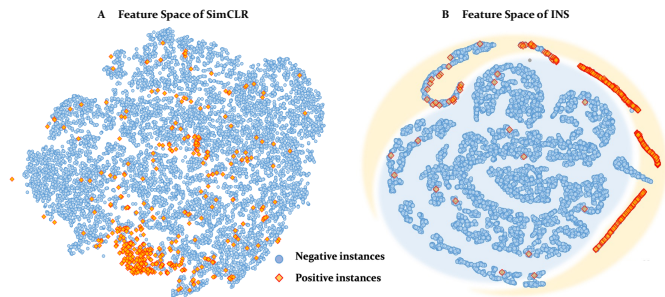 A Feature Space of SimCLR
B Feature Space of INS
Negative instances
Positive instances